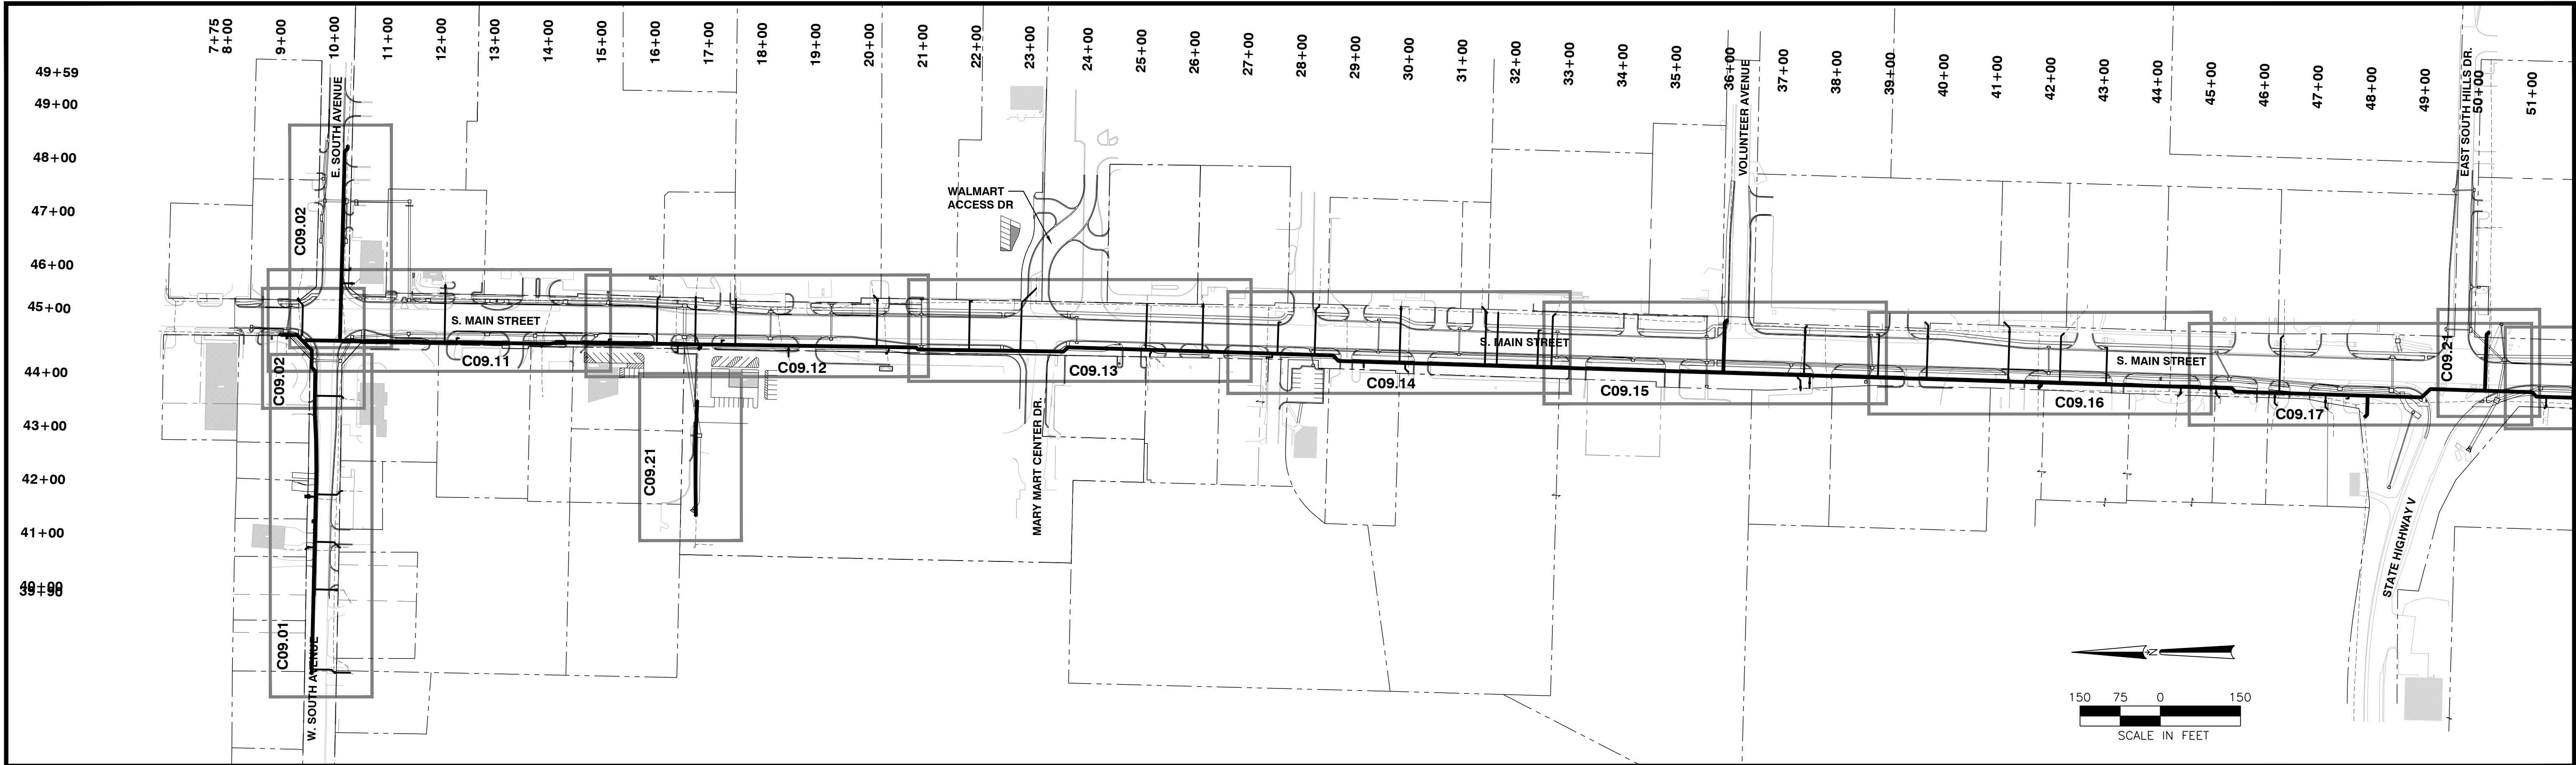 7+75
8+00
9+00
10+00
11+00
12+00
13+00
14+00
15+00
16+00
17+00
18+00
19+00
20+00
21+00
22+00
23+00
24+00
25+00
26+00
27+00
28+00
29+00
30+00
31+00
32+00
33+00
34+00
35+00
36+00
37+00
38+00
39+00
40+00
41+00
42+00
43+00
44+00
45+00
46+00
47+00
48+00
49+00
50+00
51+00
49+59
49+00
48+00
47+00
46+00
45+00
44+00
43+00
42+00
41+00
40+00
39+90
E. SOUTH AVENUE
VOLUNTEER AVENUE
EAST SOUTH HILLS DR.
WALMART
ACCESS DR
C09.02
S. MAIN STREET
S. MAIN STREET
S. MAIN STREET
C09.02
C09.11
C09.12
C09.13
C09.14
C09.15
C09.16
C09.17
C09.21
C09.21
MARY MART CENTER DR.
STATE HIGHWAY V
C09.01
W. SOUTH AVENUE
N
150 75 0 150
SCALE IN FEET